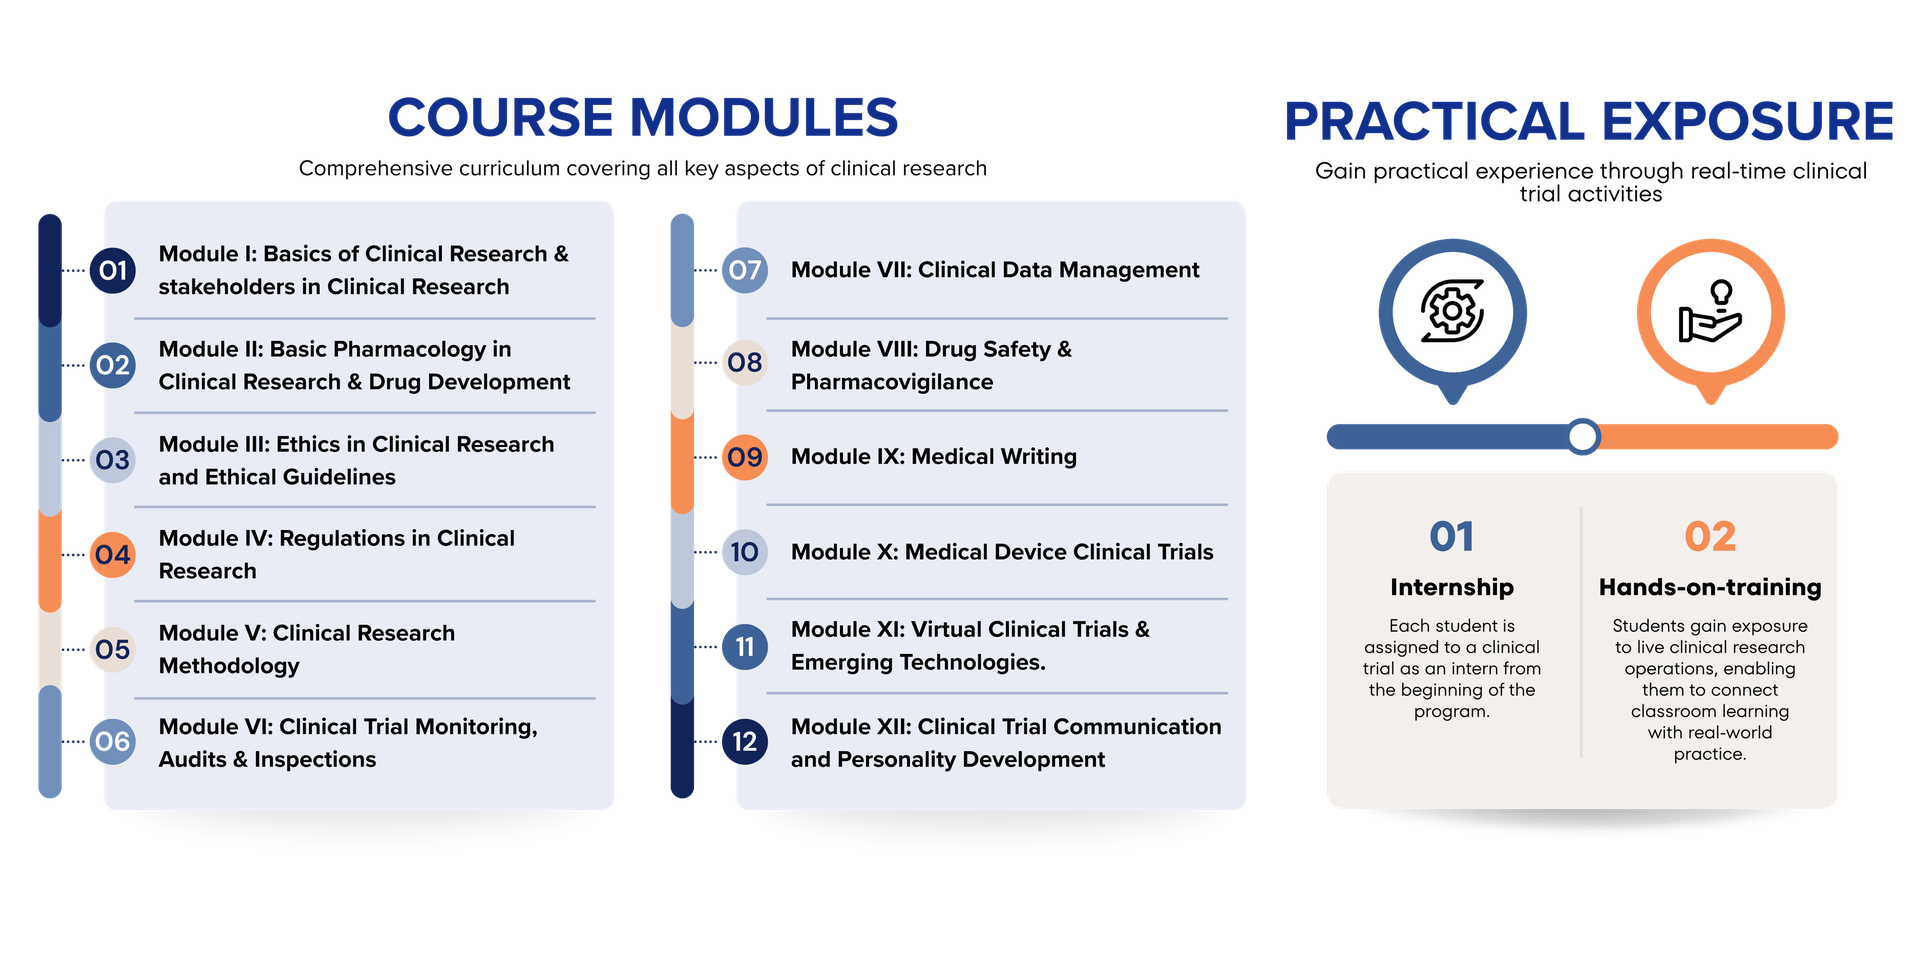 COURSE MODULES
Comprehensive curriculum covering all key aspects of clinical research
01
Module I: Basics of Clinical Research &
stakeholders in Clinical Research
02
Module II: Basic Pharmacology in
Clinical Research & Drug Development
03
Module III: Ethics in Clinical Research
and Ethical Guidelines
04
Module IV: Regulations in Clinical
Research
05
Module V: Clinical Research
Methodology
06
Module VI: Clinical Trial Monitoring,
Audits & Inspections
07
Module VII: Clinical Data Management
08
Module VIII: Drug Safety &
Pharmacovigilance
09
Module IX: Medical Writing
10
Module X: Medical Device Clinical Trials
11
Module XI: Virtual Clinical Trials &
Emerging Technologies.
12
Module XII: Clinical Trial Communication
and Personality Development
PRACTICAL EXPOSURE
Gain practical experience through real-time clinical
trial activities
01
Internship
Each student is
assigned to a clinical
trial as an intern from
the beginning of the
program.
02
Hands-on-training
Students gain exposure
to live clinical research
operations, enabling
them to connect
classroom learning
with real-world
practice.